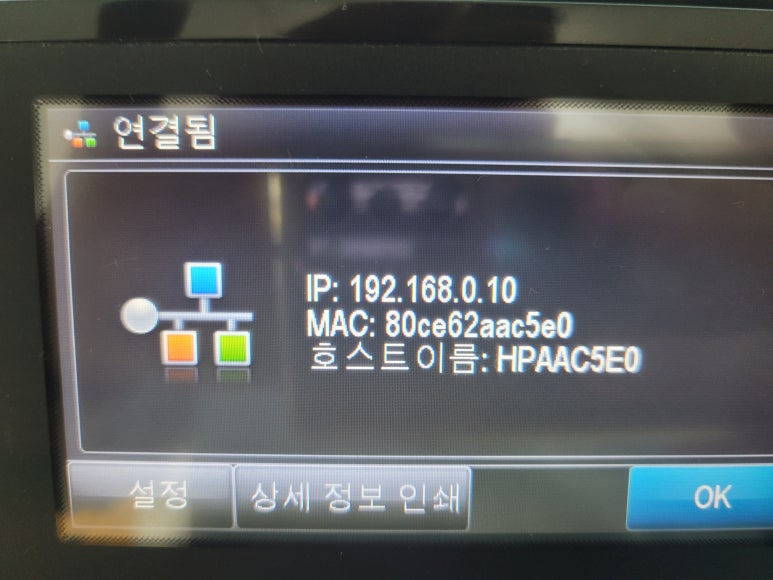 연결됨
IP: 192.168.0.10
MAC: 80ce62aac5e0
호스트이름: HPAAC5E0
설정
상세 정보 인쇄
OK